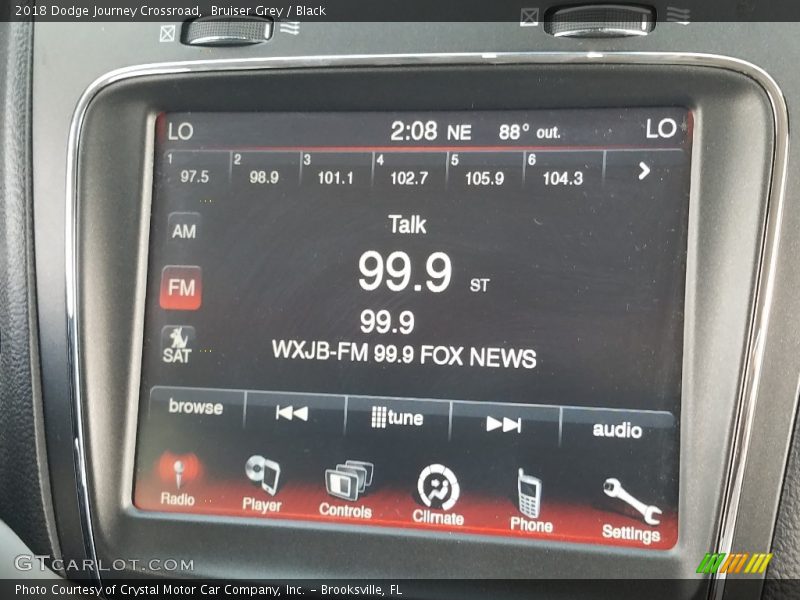 2018 Dodge Journey Crossroad,  Bruiser Grey / Black
LO 2:08 NE 88° out. LO
1 97.5 2 98.9 3 101.1 4 102.7 5 105.9 6 104.3
Talk
AM
99.9 ST
FM
99.9
SAT
WXJB-FM 99.9 FOX NEWS
browse tune audio
Radio Player Controls Climate Phone Settings
GTCARLOT.COM
Photo Courtesy of Crystal Motor Car Company, Inc. – Brooksville, FL